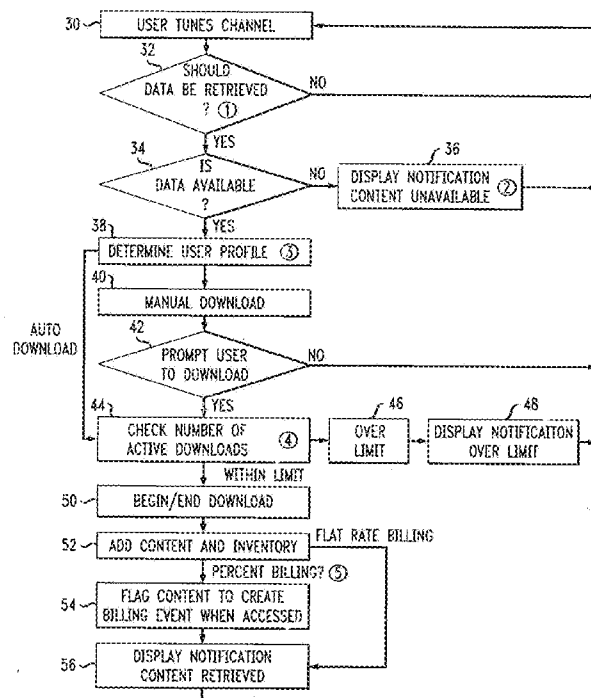 30
USER TUNES CHANNEL
32
SHOULD
DATA BE RETRIEVED
? ①
NO
YES
34
IS
DATA AVAILABLE
?
NO
36
DISPLAY NOTIFICATION
CONTENT UNAVAILABLE ②
YES
38
DETERMINE USER PROFILE ③
40
MANUAL DOWNLOAD
AUTO
DOWNLOAD
42
PROMPT USER
TO DOWNLOAD
NO
YES
44
CHECK NUMBER OF
ACTIVE DOWNLOADS ④
46
OVER
LIMIT
48
DISPLAY NOTIFICAITON
OVER LIMIT
WITHIN LIMIT
50
BEGIN/END DOWNLOAD
52
ADD CONTENT AND INVENTORY
FLAT RATE BILLING
PERCENT BILLING? ⑤
54
FLAG CONTENT TO CREATE
BILLING EVENT WHEN ACCESSED
56
DISPLAY NOTIFICATION
CONTENT RETRIEVED